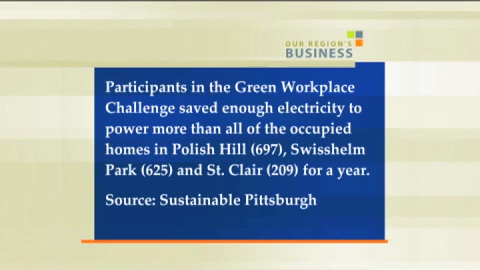 OUR REGION'S
BUSINESS
Participants in the Green Workplace
Challenge saved enough electricity to
power more than all of the occupied
homes in Polish Hill (697), Swisshelm
Park (625) and St. Clair (209) for a year.
Source: Sustainable Pittsburgh